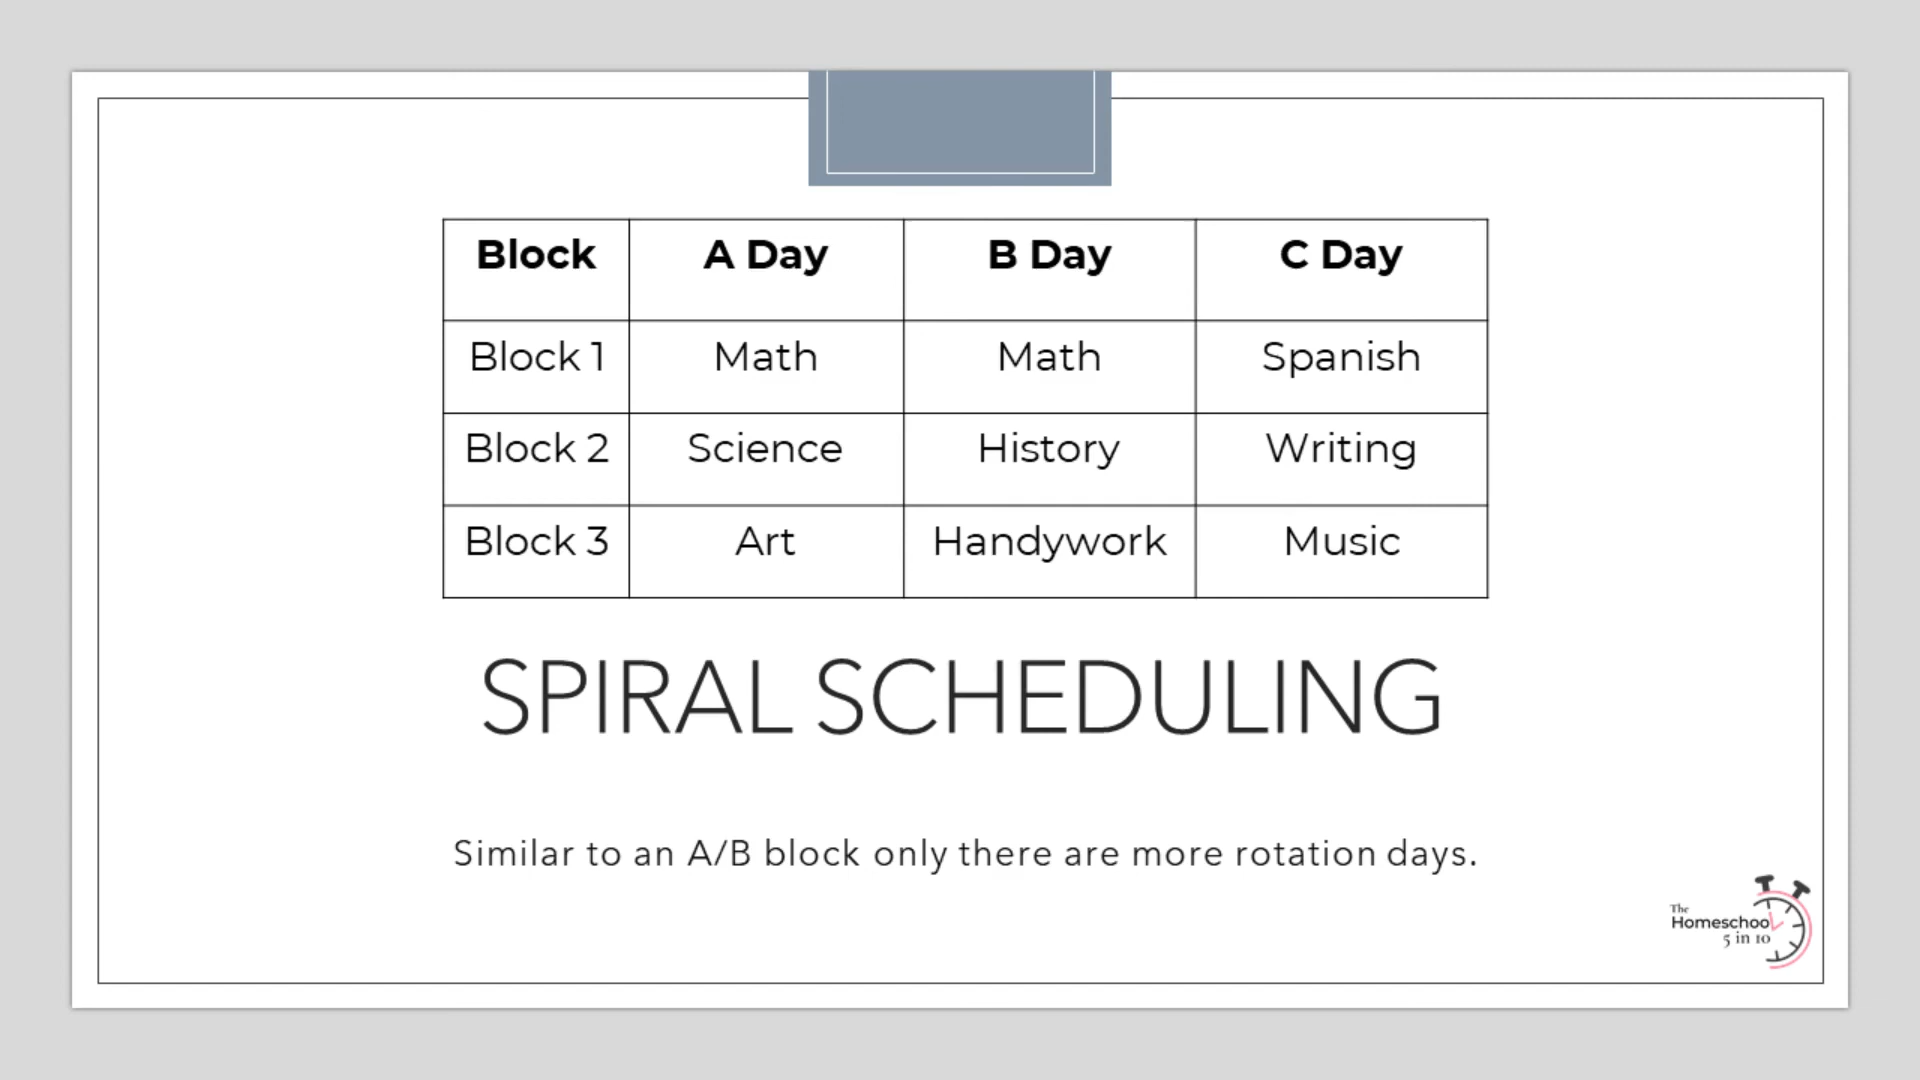 Block A Day B Day C Day
Block 1 Math Math Spanish
Block 2 Science History Writing
Block 3 Art Handywork Music
SPIRAL SCHEDULING
Similar to an A/B block only there are more rotation days.
The
Homeschool
5 in 10